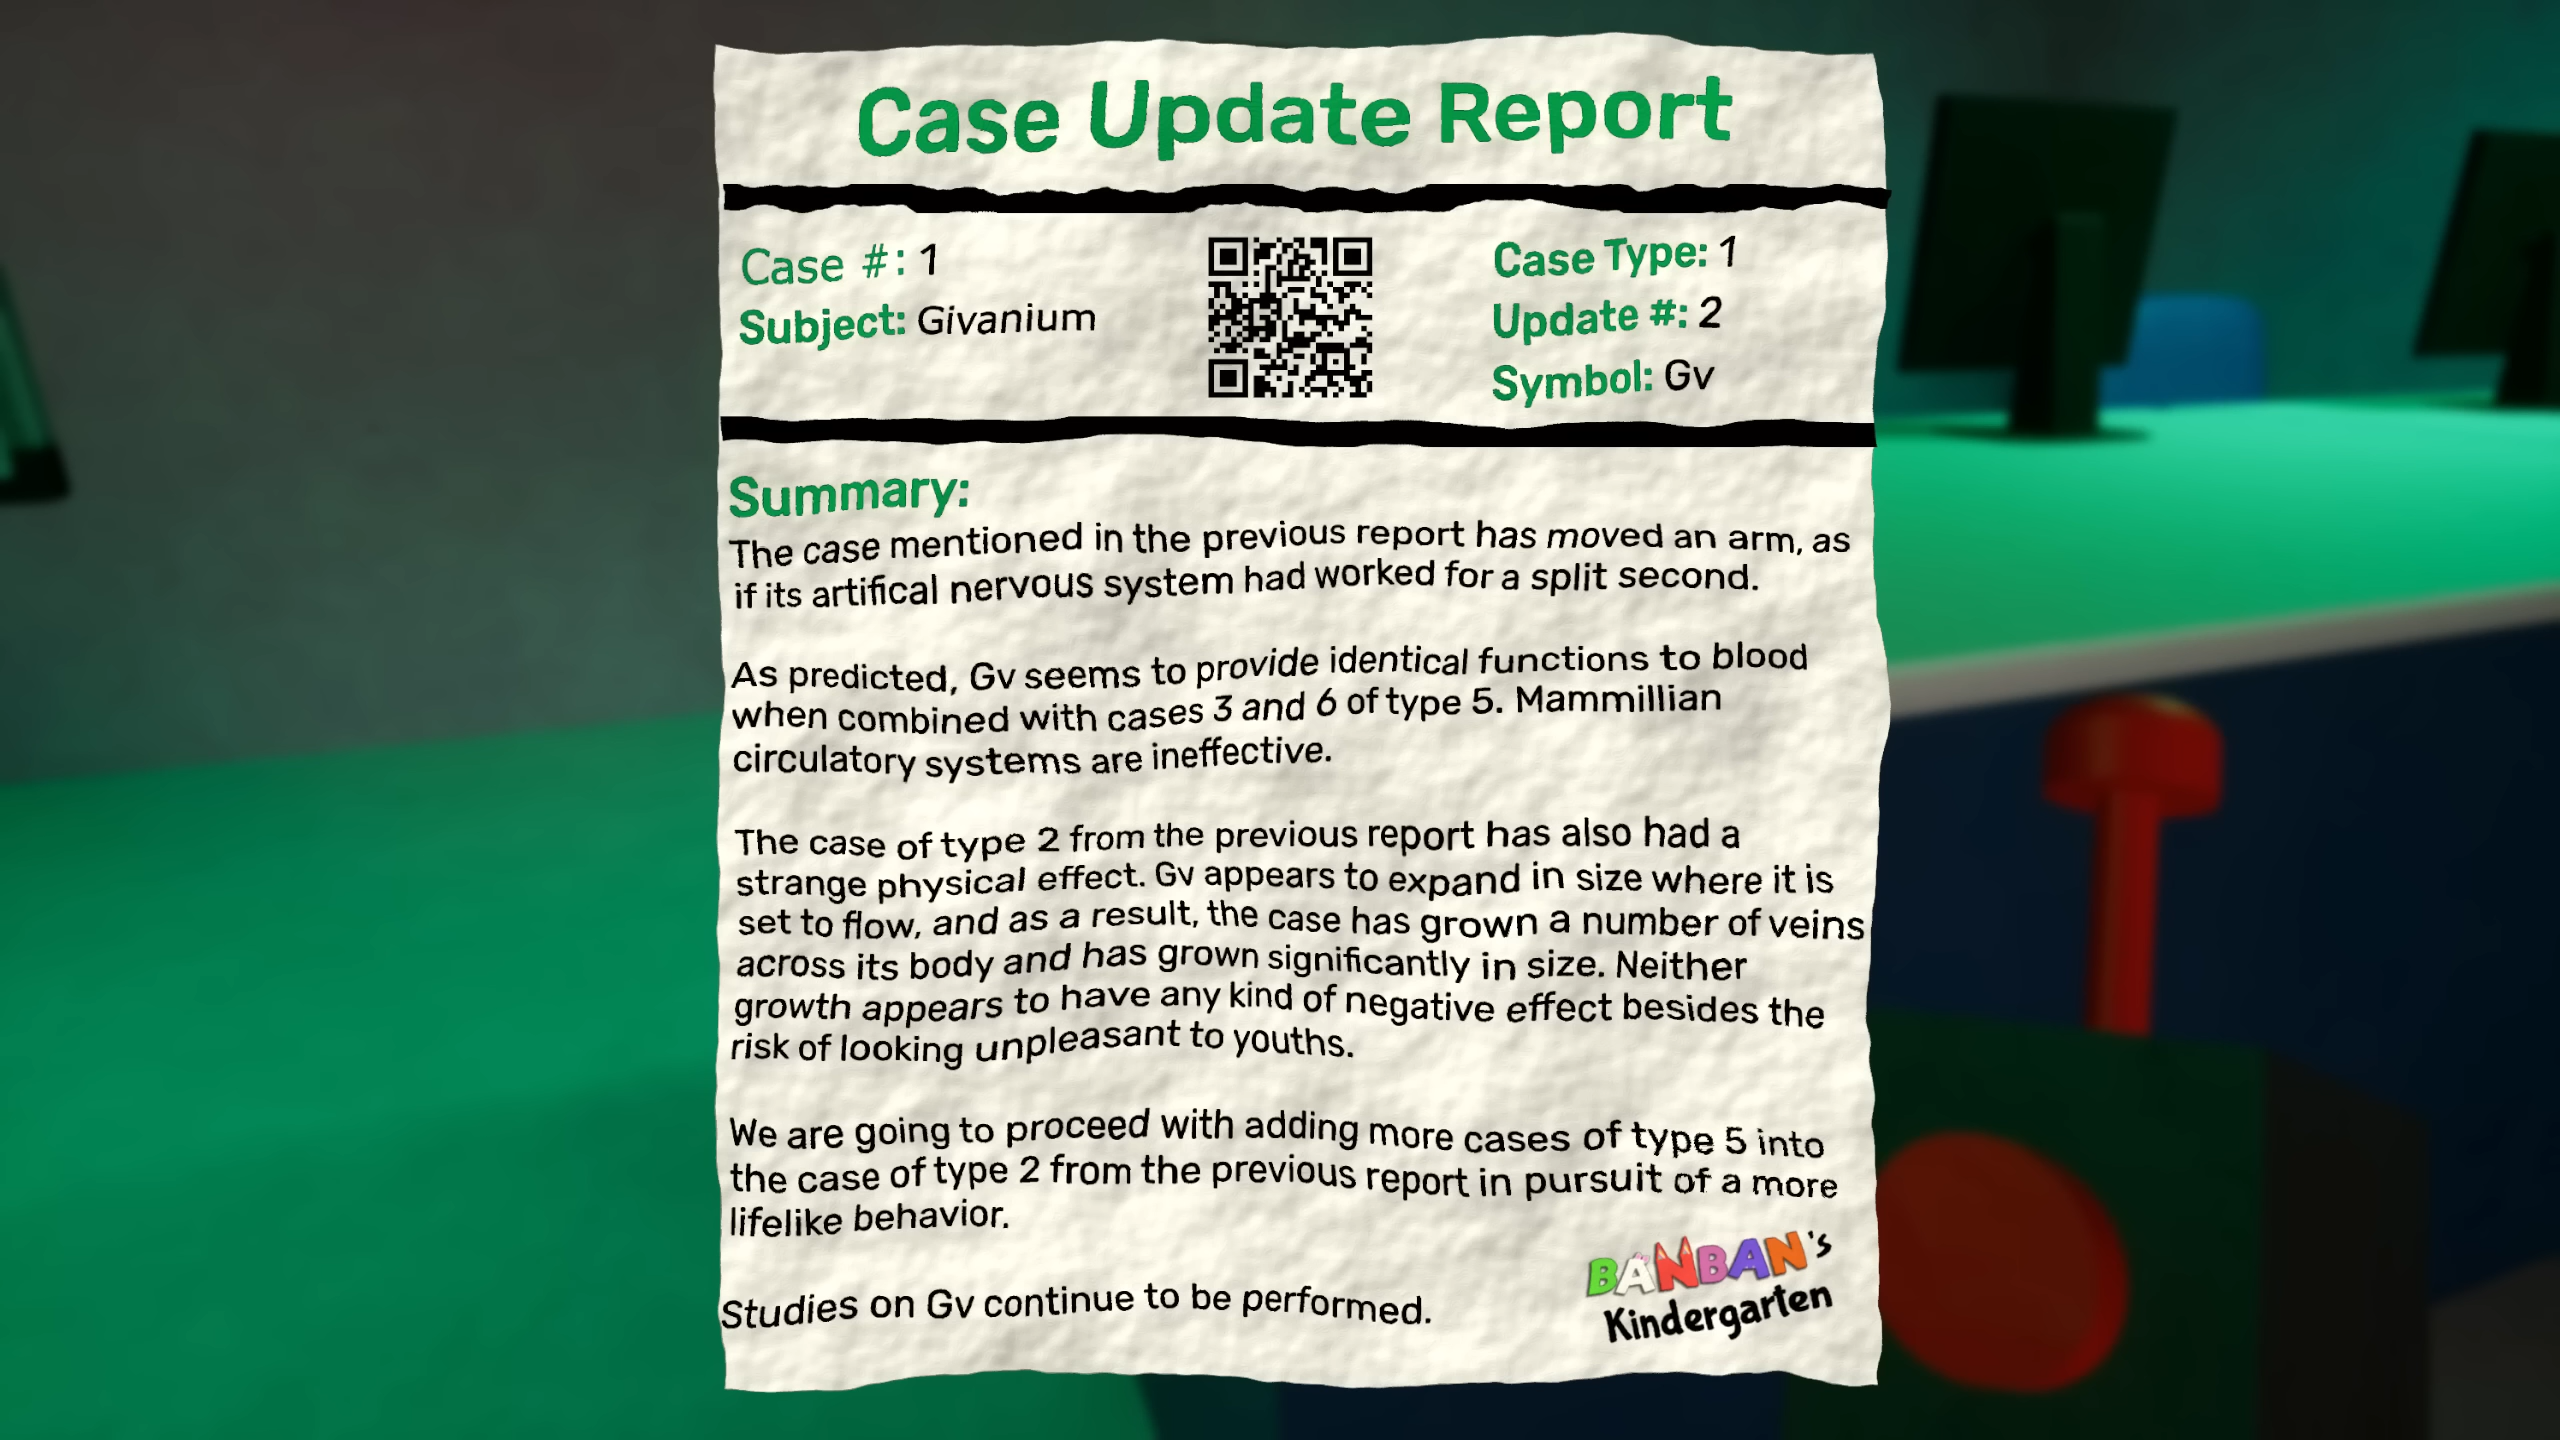 Case Update Report
Case #: 1
Subject: Givanium
Case Type: 1
Update #: 2
Symbol: Gv
Summary:
The case mentioned in the previous report has moved an arm, as
if its artifical nervous system had worked for a split second.
As predicted, Gv seems to provide identical functions to blood
when combined with cases 3 and 6 of type 5. Mammillian
circulatory systems are ineffective.
The case of type 2 from the previous report has also had a
strange physical effect. Gv appears to expand in size where it is
set to flow, and as a result, the case has grown a number of veins
across its body and has grown significantly in size. Neither
growth appears to have any kind of negative effect besides the
risk of looking unpleasant to youths.
We are going to proceed with adding more cases of type 5 into
the case of type 2 from the previous report in pursuit of a more
lifelike behavior.
Studies on Gv continue to be performed.
BANBAN's
Kindergarten